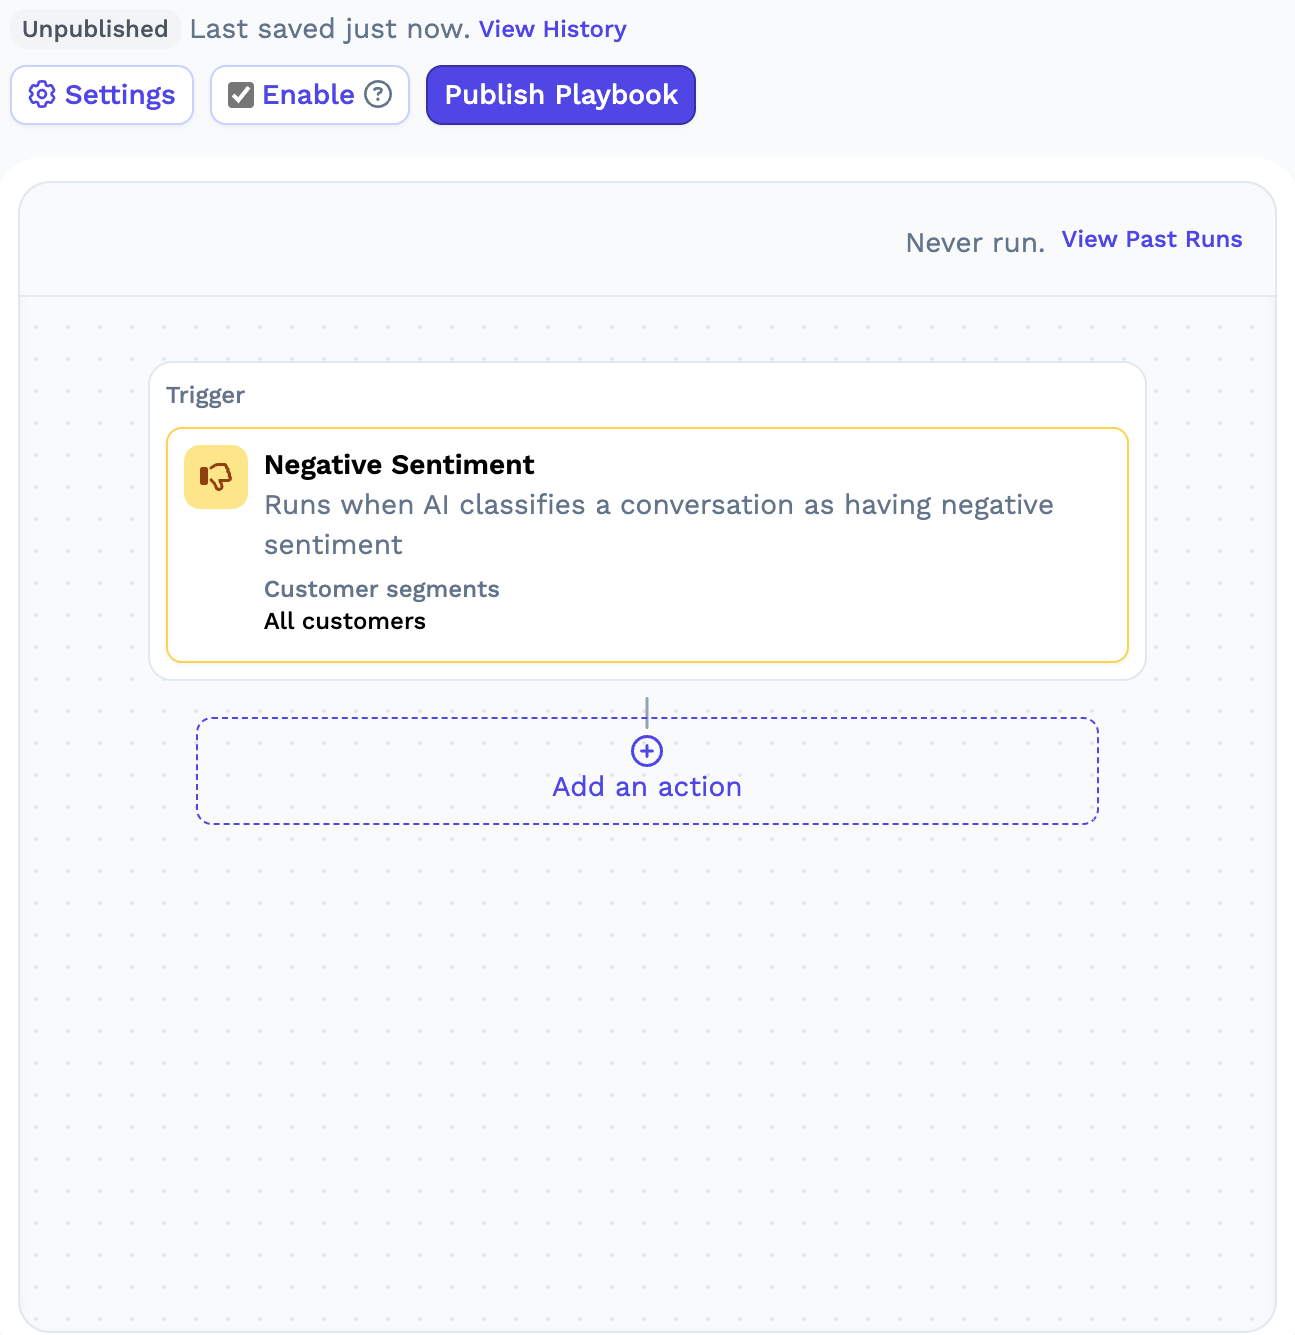 Unpublished Last saved just now. View History
Settings Enable ? Publish Playbook
Never run. View Past Runs
Trigger
Negative Sentiment
Runs when AI classifies a conversation as having negative
sentiment
Customer segments
All customers
Add an action